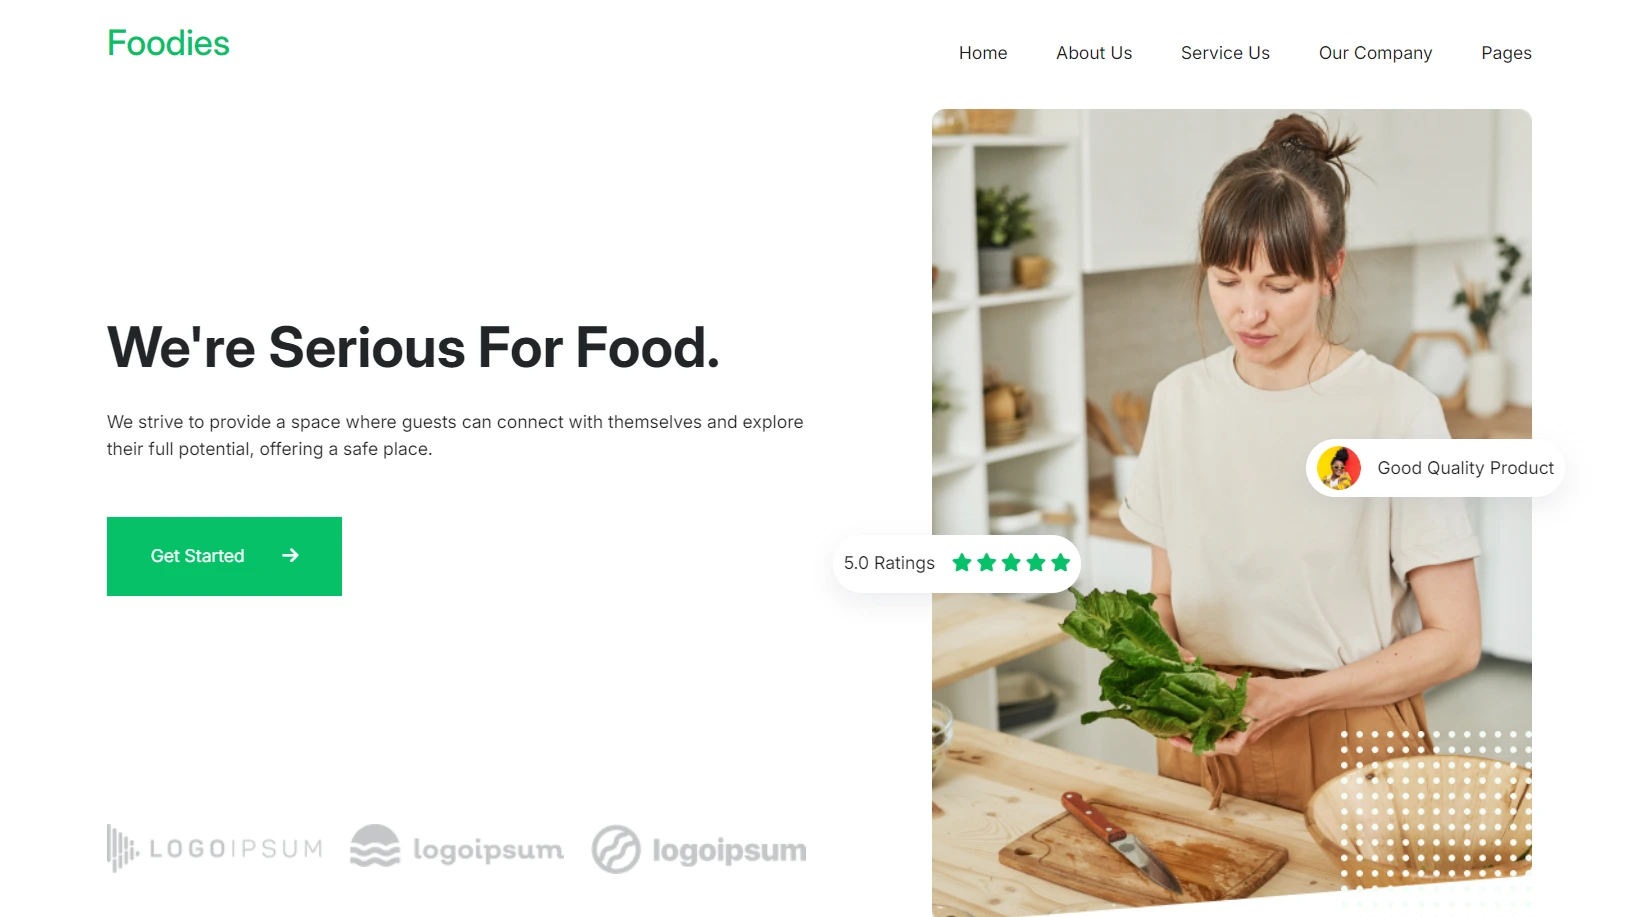 Foodies
Home
About Us
Service Us
Our Company
Pages
We're Serious For Food.
We strive to provide a space where guests can connect with themselves and explore
their full potential, offering a safe place.
Get Started
Good Quality Product
5.0 Ratings
LOGOIPSUM
logoipsum
logoipsum